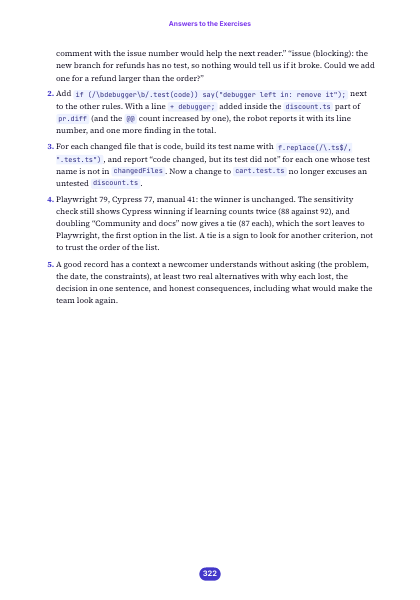 Answers to the Exercises
comment with the issue number would help the next reader.” “issue (blocking): the
new branch for refunds has no test, so nothing would tell us if it broke. Could we add
one for a refund larger than the order?”
2. Add if (/\bdebugger\b/.test(code)) say("debugger left in: remove it"); next
to the other rules. With a line + debugger; added inside the discount.ts part of
pr.diff (and the @@ count increased by one), the robot reports it with its line
number, and one more finding in the total.
3. For each changed file that is code, build its test name with f.replace(/\.ts$/,
".test.ts"), and report “code changed, but its test did not” for each one whose test
name is not in changedFiles. Now a change to cart.test.ts no longer excuses an
untested discount.ts.
4. Playwright 79, Cypress 77, manual 41: the winner is unchanged. The sensitivity
check still shows Cypress winning if learning counts twice (88 against 92), and
doubling “Community and docs” now gives a tie (87 each), which the sort leaves to
Playwright, the first option in the list. A tie is a sign to look for another criterion, not
to trust the order of the list.
5. A good record has a context a newcomer understands without asking (the problem,
the date, the constraints), at least two real alternatives with why each lost, the
decision in one sentence, and honest consequences, including what would make the
team look again.
322